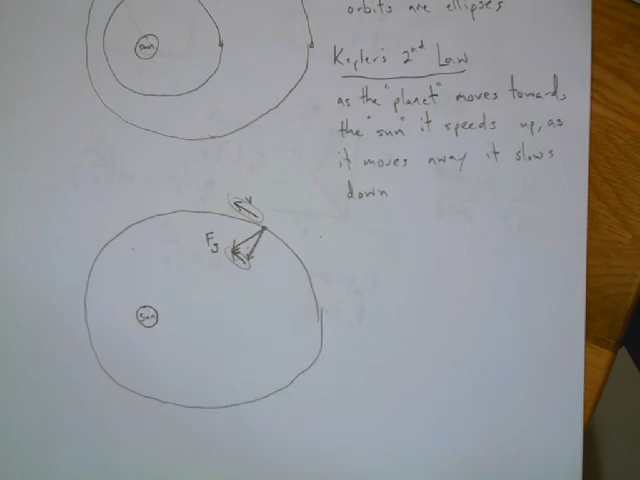 orbits are ellipses
sun
Kepler's 2nd Law
as the "planet" moves towards
the "sun" it speeds up, as
it moves away it slows
down
Fg
sun